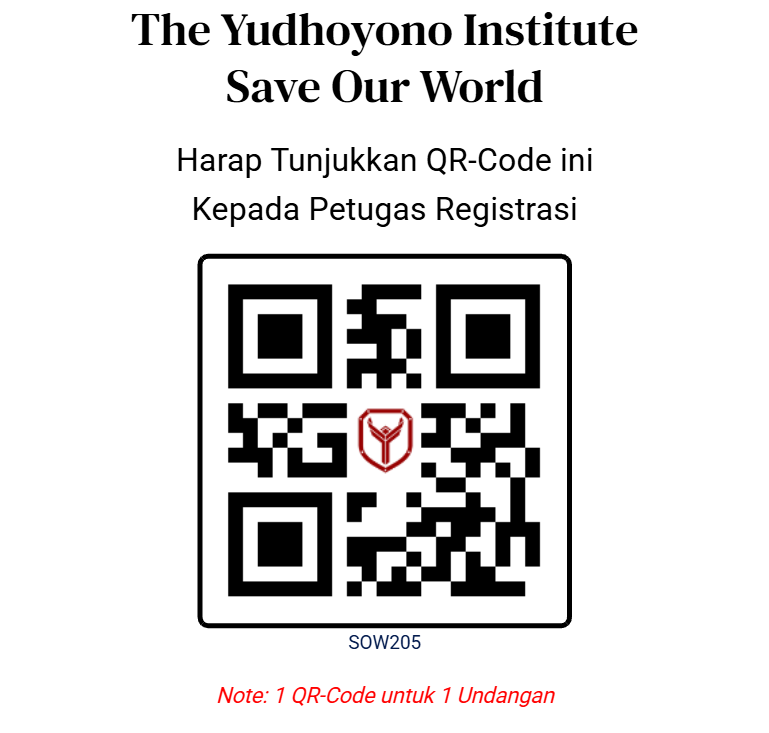 The Yudhoyono Institute
Save Our World
Harap Tunjukkan QR-Code ini
Kepada Petugas Registrasi
SOW205
Note: 1 QR-Code untuk 1 Undangan